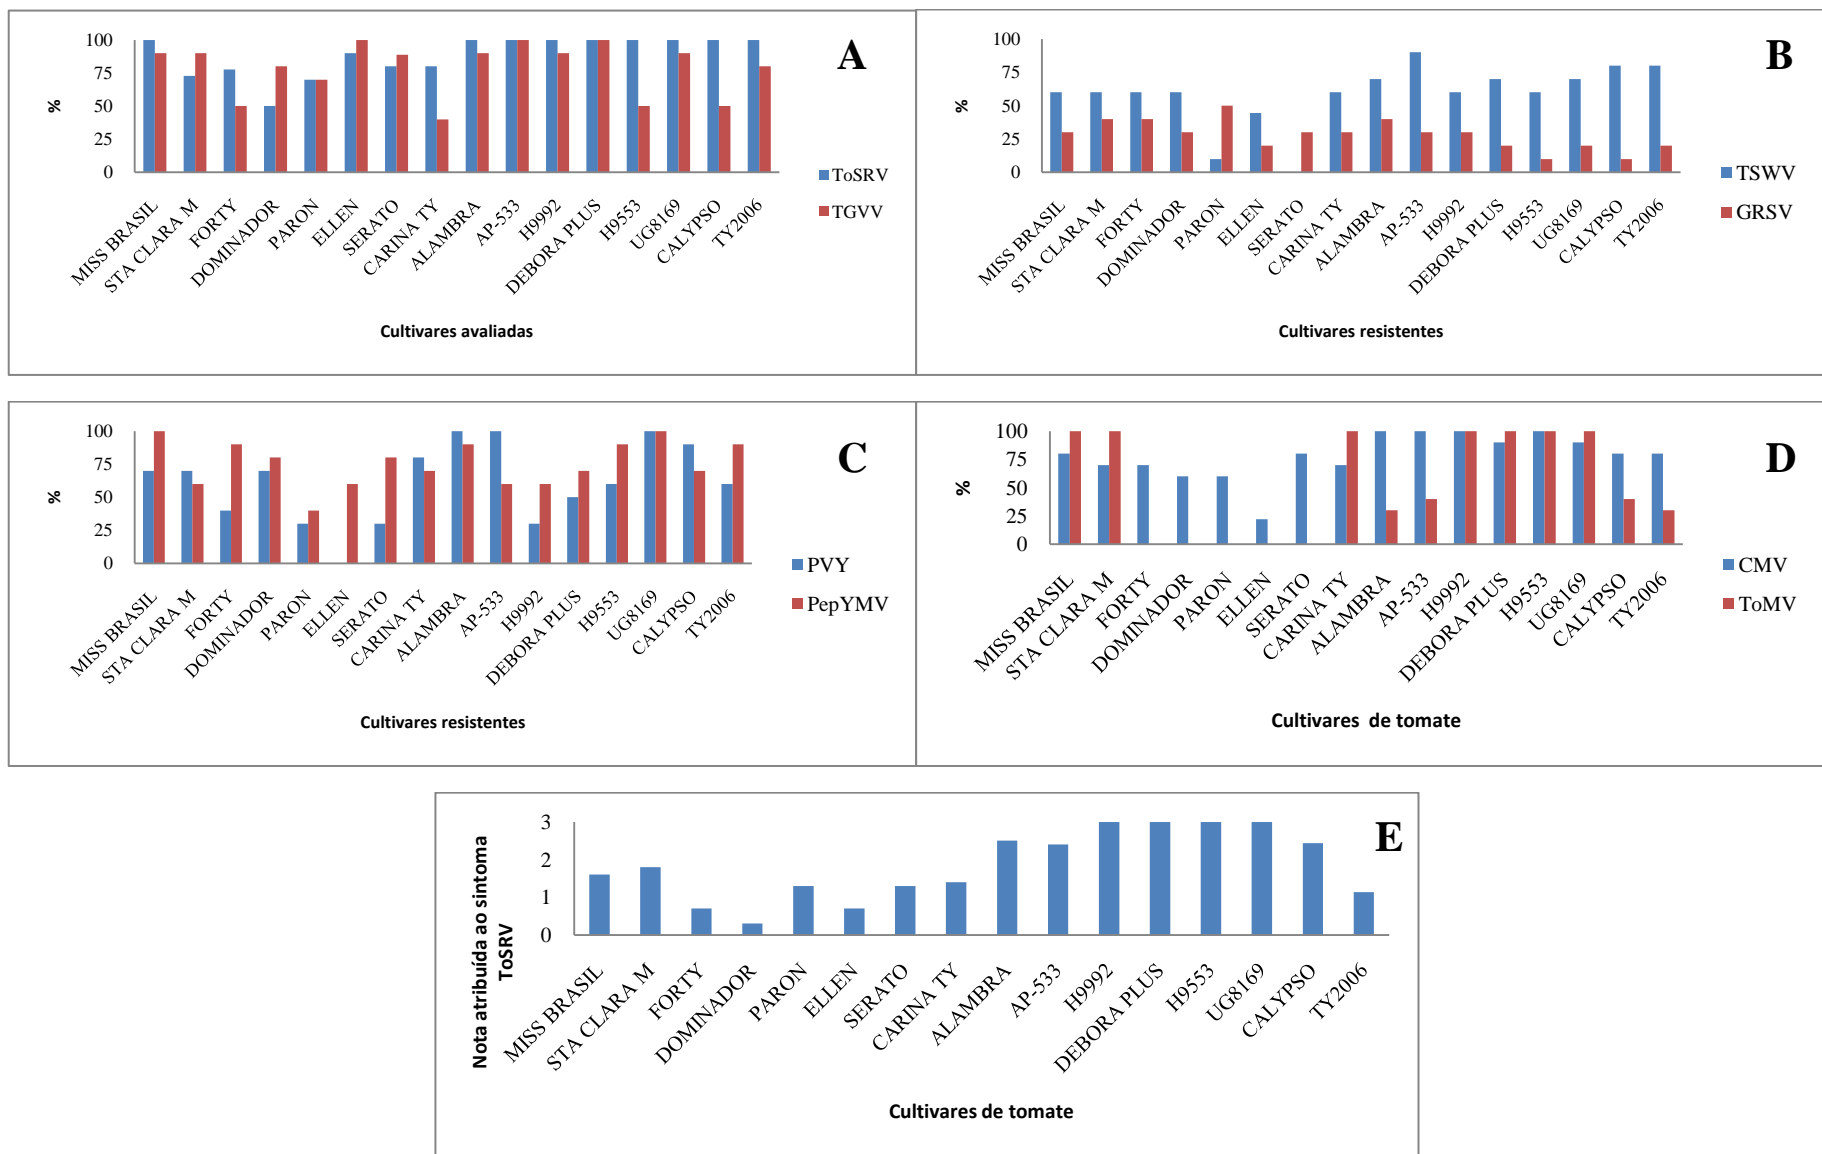 A
100
75
50
25
0
%
ToSRV
TGVV
MISS BRASIL
STA CLARA M
FORTY
DOMINADOR
PARON
ELLEN
SERATO
CARINA TY
ALAMBRA
AP-533
H9992
DEBORA PLUS
H9553
UG8169
CALYPSO
TY2006
Cultivares avaliadas
B
100
75
50
25
0
%
TSWV
GRSV
MISS BRASIL
STA CLARA M
FORTY
DOMINADOR
PARON
ELLEN
SERATO
CARINA TY
ALAMBRA
AP-533
H9992
DEBORA PLUS
H9553
UG8169
CALYPSO
TY2006
Cultivares resistentes
C
100
75
50
25
0
%
PVY
PepYMV
MISS BRASIL
STA CLARA M
FORTY
DOMINADOR
PARON
ELLEN
SERATO
CARINA TY
ALAMBRA
AP-533
H9992
DEBORA PLUS
H9553
UG8169
CALYPSO
TY2006
Cultivares resistentes
D
100
75
50
25
0
%
CMV
ToMV
MISS BRASIL
STA CLARA M
FORTY
DOMINADOR
PARON
ELLEN
SERATO
CARINA TY
ALAMBRA
AP-533
H9992
DEBORA PLUS
H9553
UG8169
CALYPSO
TY2006
Cultivares de tomate
E
3
2
1
0
Nota atribuída ao sintoma
ToSRV
MISS BRASIL
STA CLARA M
FORTY
DOMINADOR
PARON
ELLEN
SERATO
CARINA TY
ALAMBRA
AP-533
H9992
DEBORA PLUS
H9553
UG8169
CALYPSO
TY2006
Cultivares de tomate